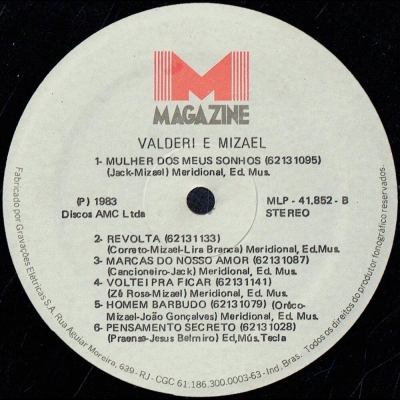 M
MAGAZINE
VALDERI E MIZAEL
1- MULHER DOS MEUS SONHOS (62131095)
(Jack-Mizael) Meridional, Ed. Mus.
(P) 1983
Discos AMC Ltda
MLP - 41,852 - B
STEREO
2- REVOLTA (62131133)
(Correto-Mizael-Lira Branca) Meridional, Ed,Mus.
3- MARCAS DO NOSSO AMOR (62131087)
(Cancioneiro-Jack) Meridional, Ed. Mus.
4- VOLTEI PRA FICAR (62131141)
(Zé Rosa-Mizael) Meridional, Ed. Mus.
5- HOMEM BARBUDO (62131079)
Mizael-João Gonçalves) Meridional, Ed. Mus.
6- PENSAMENTO SECRETO (62131028)
(Praense-Jesus Belmiro) Ed,Mús,Tecla
Fabricado por Gravações Elétricas S.A. Rua Aguiar Moreira, 639 - RJ - CGC 61.186.300.0003-63 - Ind, Bras. Todos os direitos do produtor fonográfico reservados.